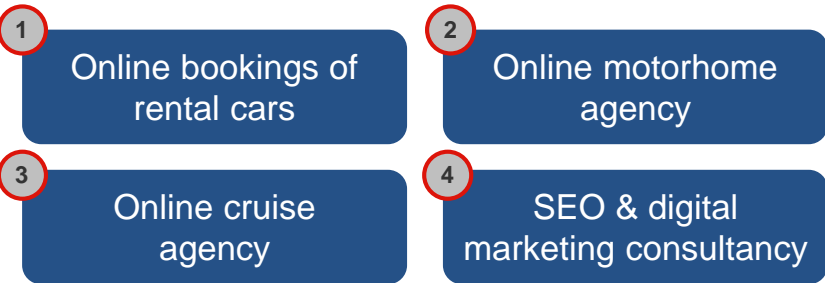 1
Online bookings of
rental cars
2
Online motorhome
agency
3
Online cruise
agency
4
SEO & digital
marketing consultancy